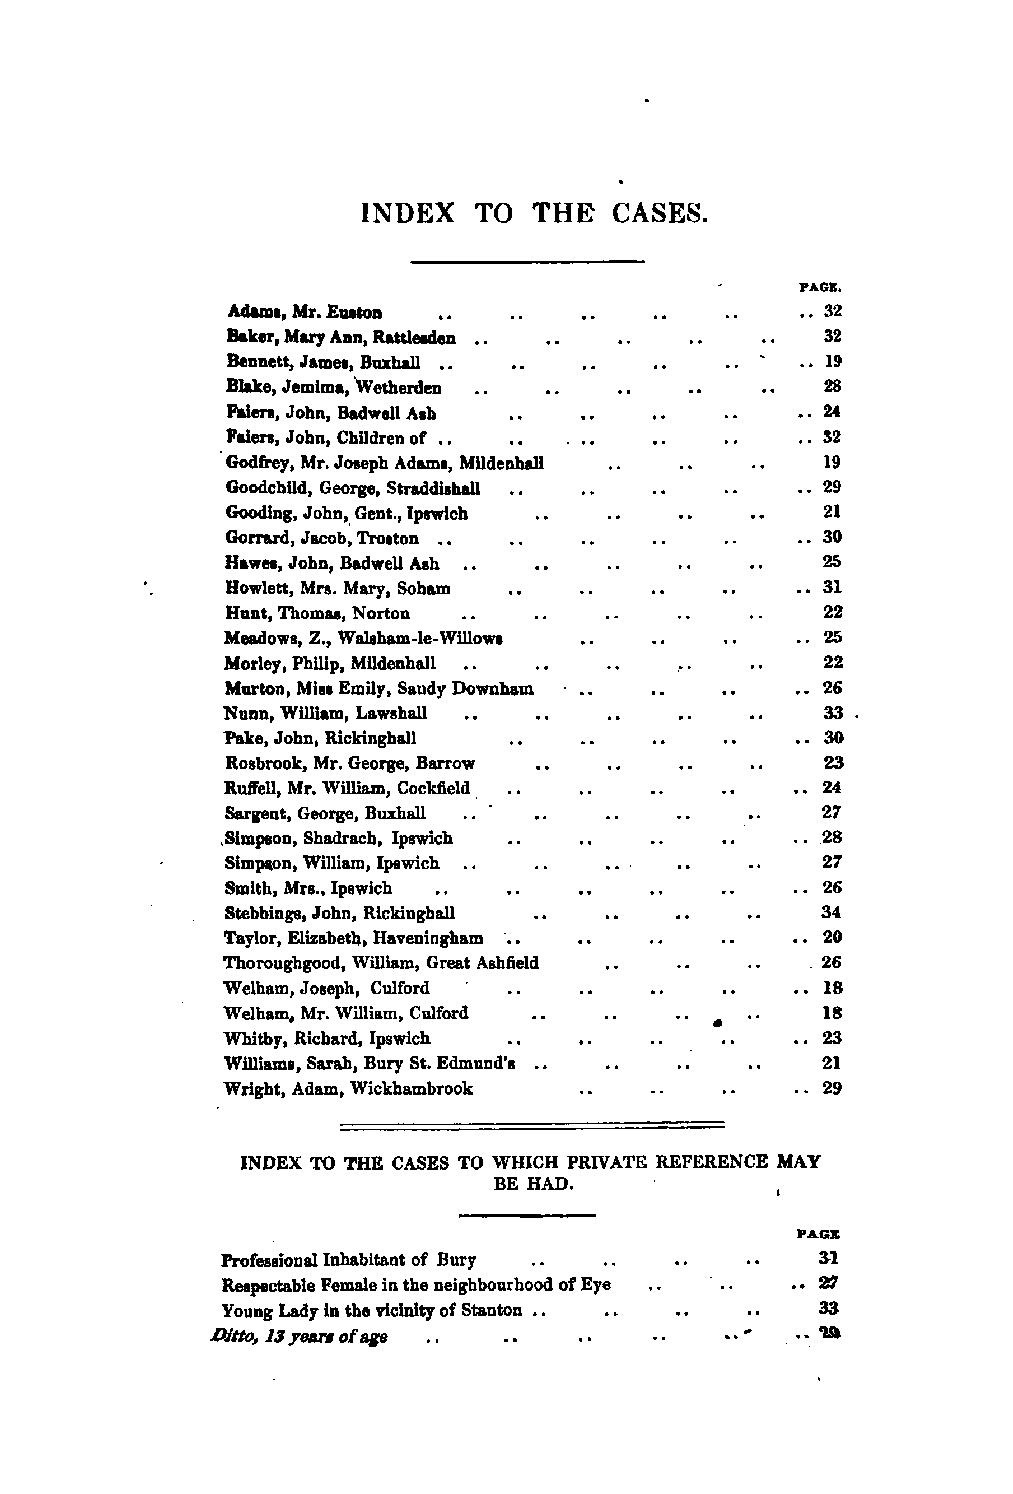 INDEX TO THE CASES.
PAGE.
Adams, Mr. Euston .. .. .. .. .. .. 32
Baker, Mary Ann, Rattlesden .. .. .. .. .. 32
Bennett, James, Buxhall .. .. .. .. .. .. 19
Blake, Jemima, Wetherden .. .. .. .. .. 28
Faiers, John, Badwell Ash .. .. .. .. .. 24
Faiers, John, Children of .. .. .. .. .. .. 32
Godfrey, Mr. Joseph Adams, Mildenhall .. .. .. 19
Goodchild, George, Straddishall .. .. .. .. .. 29
Gooding, John, Gent., Ipswich .. .. .. .. 21
Gorrard, Jacob, Troston .. .. .. .. .. .. 30
Hawes, John, Badwell Ash .. .. .. .. .. 25
Howlett, Mrs. Mary, Soham .. .. .. .. .. 31
Hunt, Thomas, Norton .. .. .. .. .. 22
Meadows, Z., Walsham-le-Willows .. .. .. .. 25
Morley, Philip, Mildenhall .. .. .. .. .. 22
Murton, Miss Emily, Sandy Downham .. .. .. .. 26
Nunn, William, Lawshall .. .. .. .. .. 33
Pake, John, Rickinghall .. .. .. .. .. 30
Rosbrook, Mr. George, Barrow .. .. .. .. 23
Ruffell, Mr. William, Cockfield .. .. .. .. .. 24
Sargent, George, Buxhall .. .. .. .. .. 27
Simpson, Shadrach, Ipswich .. .. .. .. .. 28
Simpson, William, Ipswich .. .. .. .. .. 27
Smith, Mrs., Ipswich .. .. .. .. .. .. 26
Stebbings, John, Rickinghall .. .. .. .. 34
Taylor, Elizabeth, Haveningham .. .. .. .. .. 20
Thoroughgood, William, Great Ashfield .. .. .. 26
Welham, Joseph, Culford .. .. .. .. .. 18
Welham, Mr. William, Culford .. .. .. .. 18
Whitby, Richard, Ipswich .. .. .. .. .. 23
Williams, Sarah, Bury St. Edmund's .. .. .. .. 21
Wright, Adam, Wickhambrook .. .. .. .. 29
INDEX TO THE CASES TO WHICH PRIVATE REFERENCE MAY
BE HAD.
PAGE
Professional Inhabitant of Bury .. .. .. .. 31
Respectable Female in the neighbourhood of Eye .. .. .. 27
Young Lady in the vicinity of Stanton .. .. .. .. 33
Ditto, 13 years of age .. .. .. .. .. ..